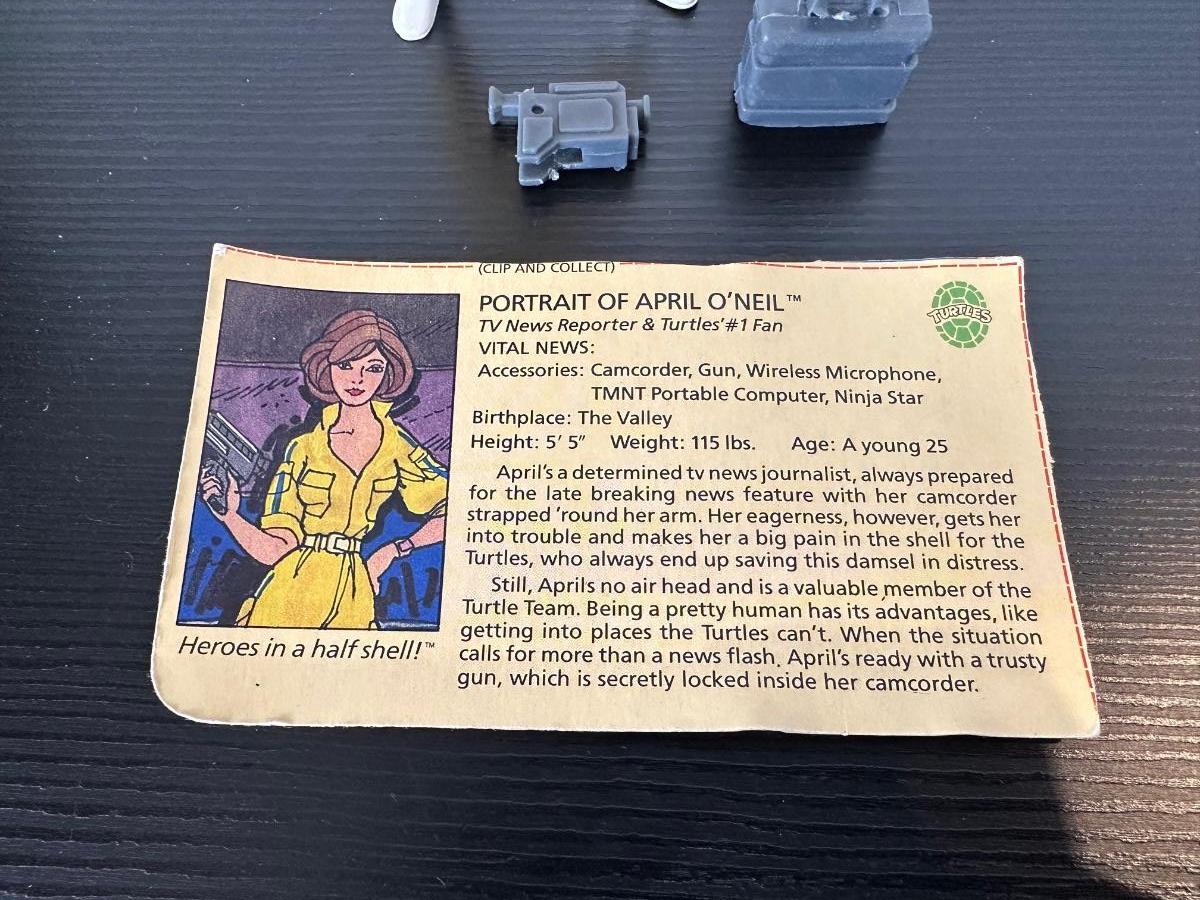 (CLIP AND COLLECT)
PORTRAIT OF APRIL O'NEIL™
TURTLES
TV News Reporter & Turtles' #1 Fan
VITAL NEWS:
Accessories: Camcorder, Gun, Wireless Microphone,
TMNT Portable Computer, Ninja Star
Birthplace: The Valley
Height: 5' 5" Weight: 115 lbs. Age: A young 25
April's a determined tv news journalist, always prepared
for the late breaking news feature with her camcorder
strapped 'round her arm. Her eagerness, however, gets her
into trouble and makes her a big pain in the shell for the
Turtles, who always end up saving this damsel in distress.
Still, Aprils no air head and is a valuable member of the
Turtle Team. Being a pretty human has its advantages, like
getting into places the Turtles can't. When the situation
calls for more than a news flash, April's ready with a trusty
gun, which is secretly locked inside her camcorder.
Heroes in a half shell!™